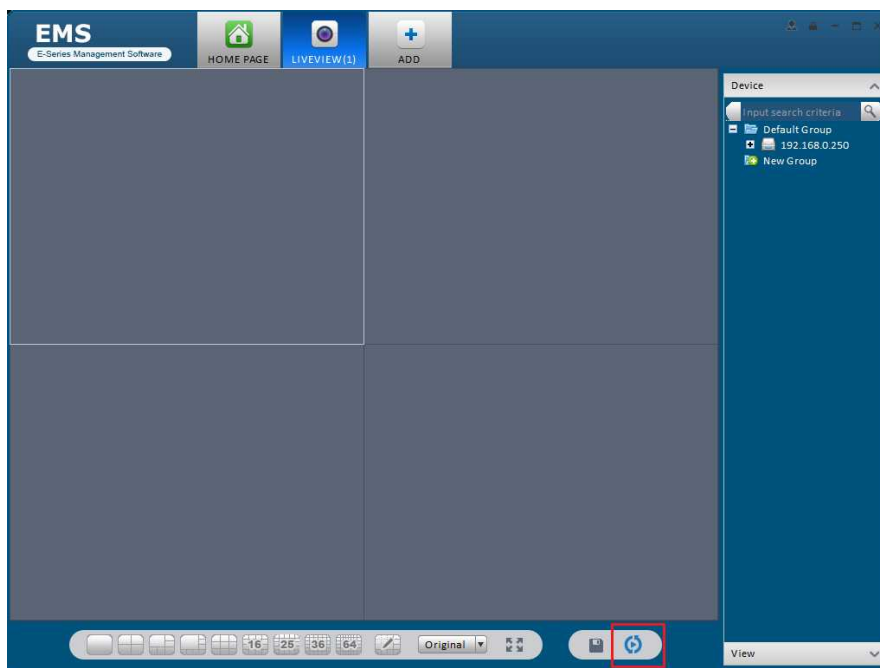 EMS
E-Series Management Software
HOME PAGE
LIVEVIEW(1)
ADD
Device
Input search criteria
Default Group
192.168.0.250
New Group
16 25 36 64
Original
View